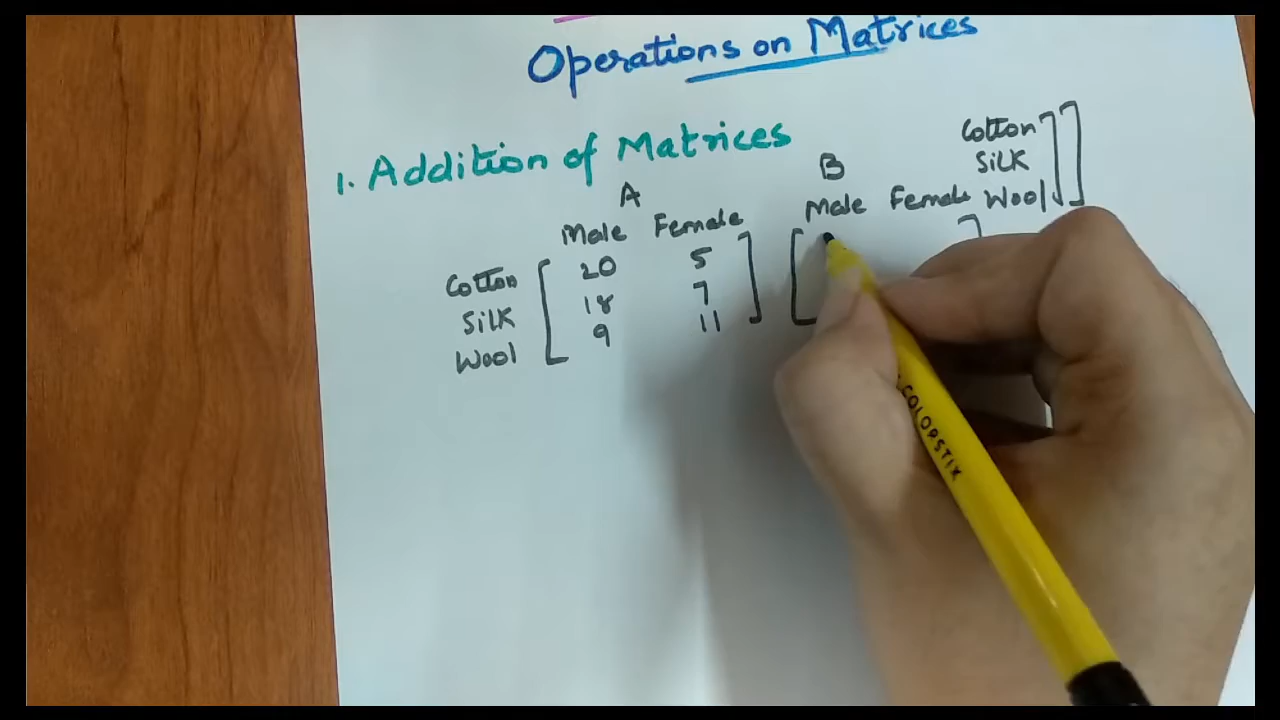 Operations on Matrices
1. Addition of Matrices
A
Male Female
Cotton 20 5
Silk 18 7
Wool 9 11
B
Male Female
Cotton
Silk
Wool
COLORSTIX